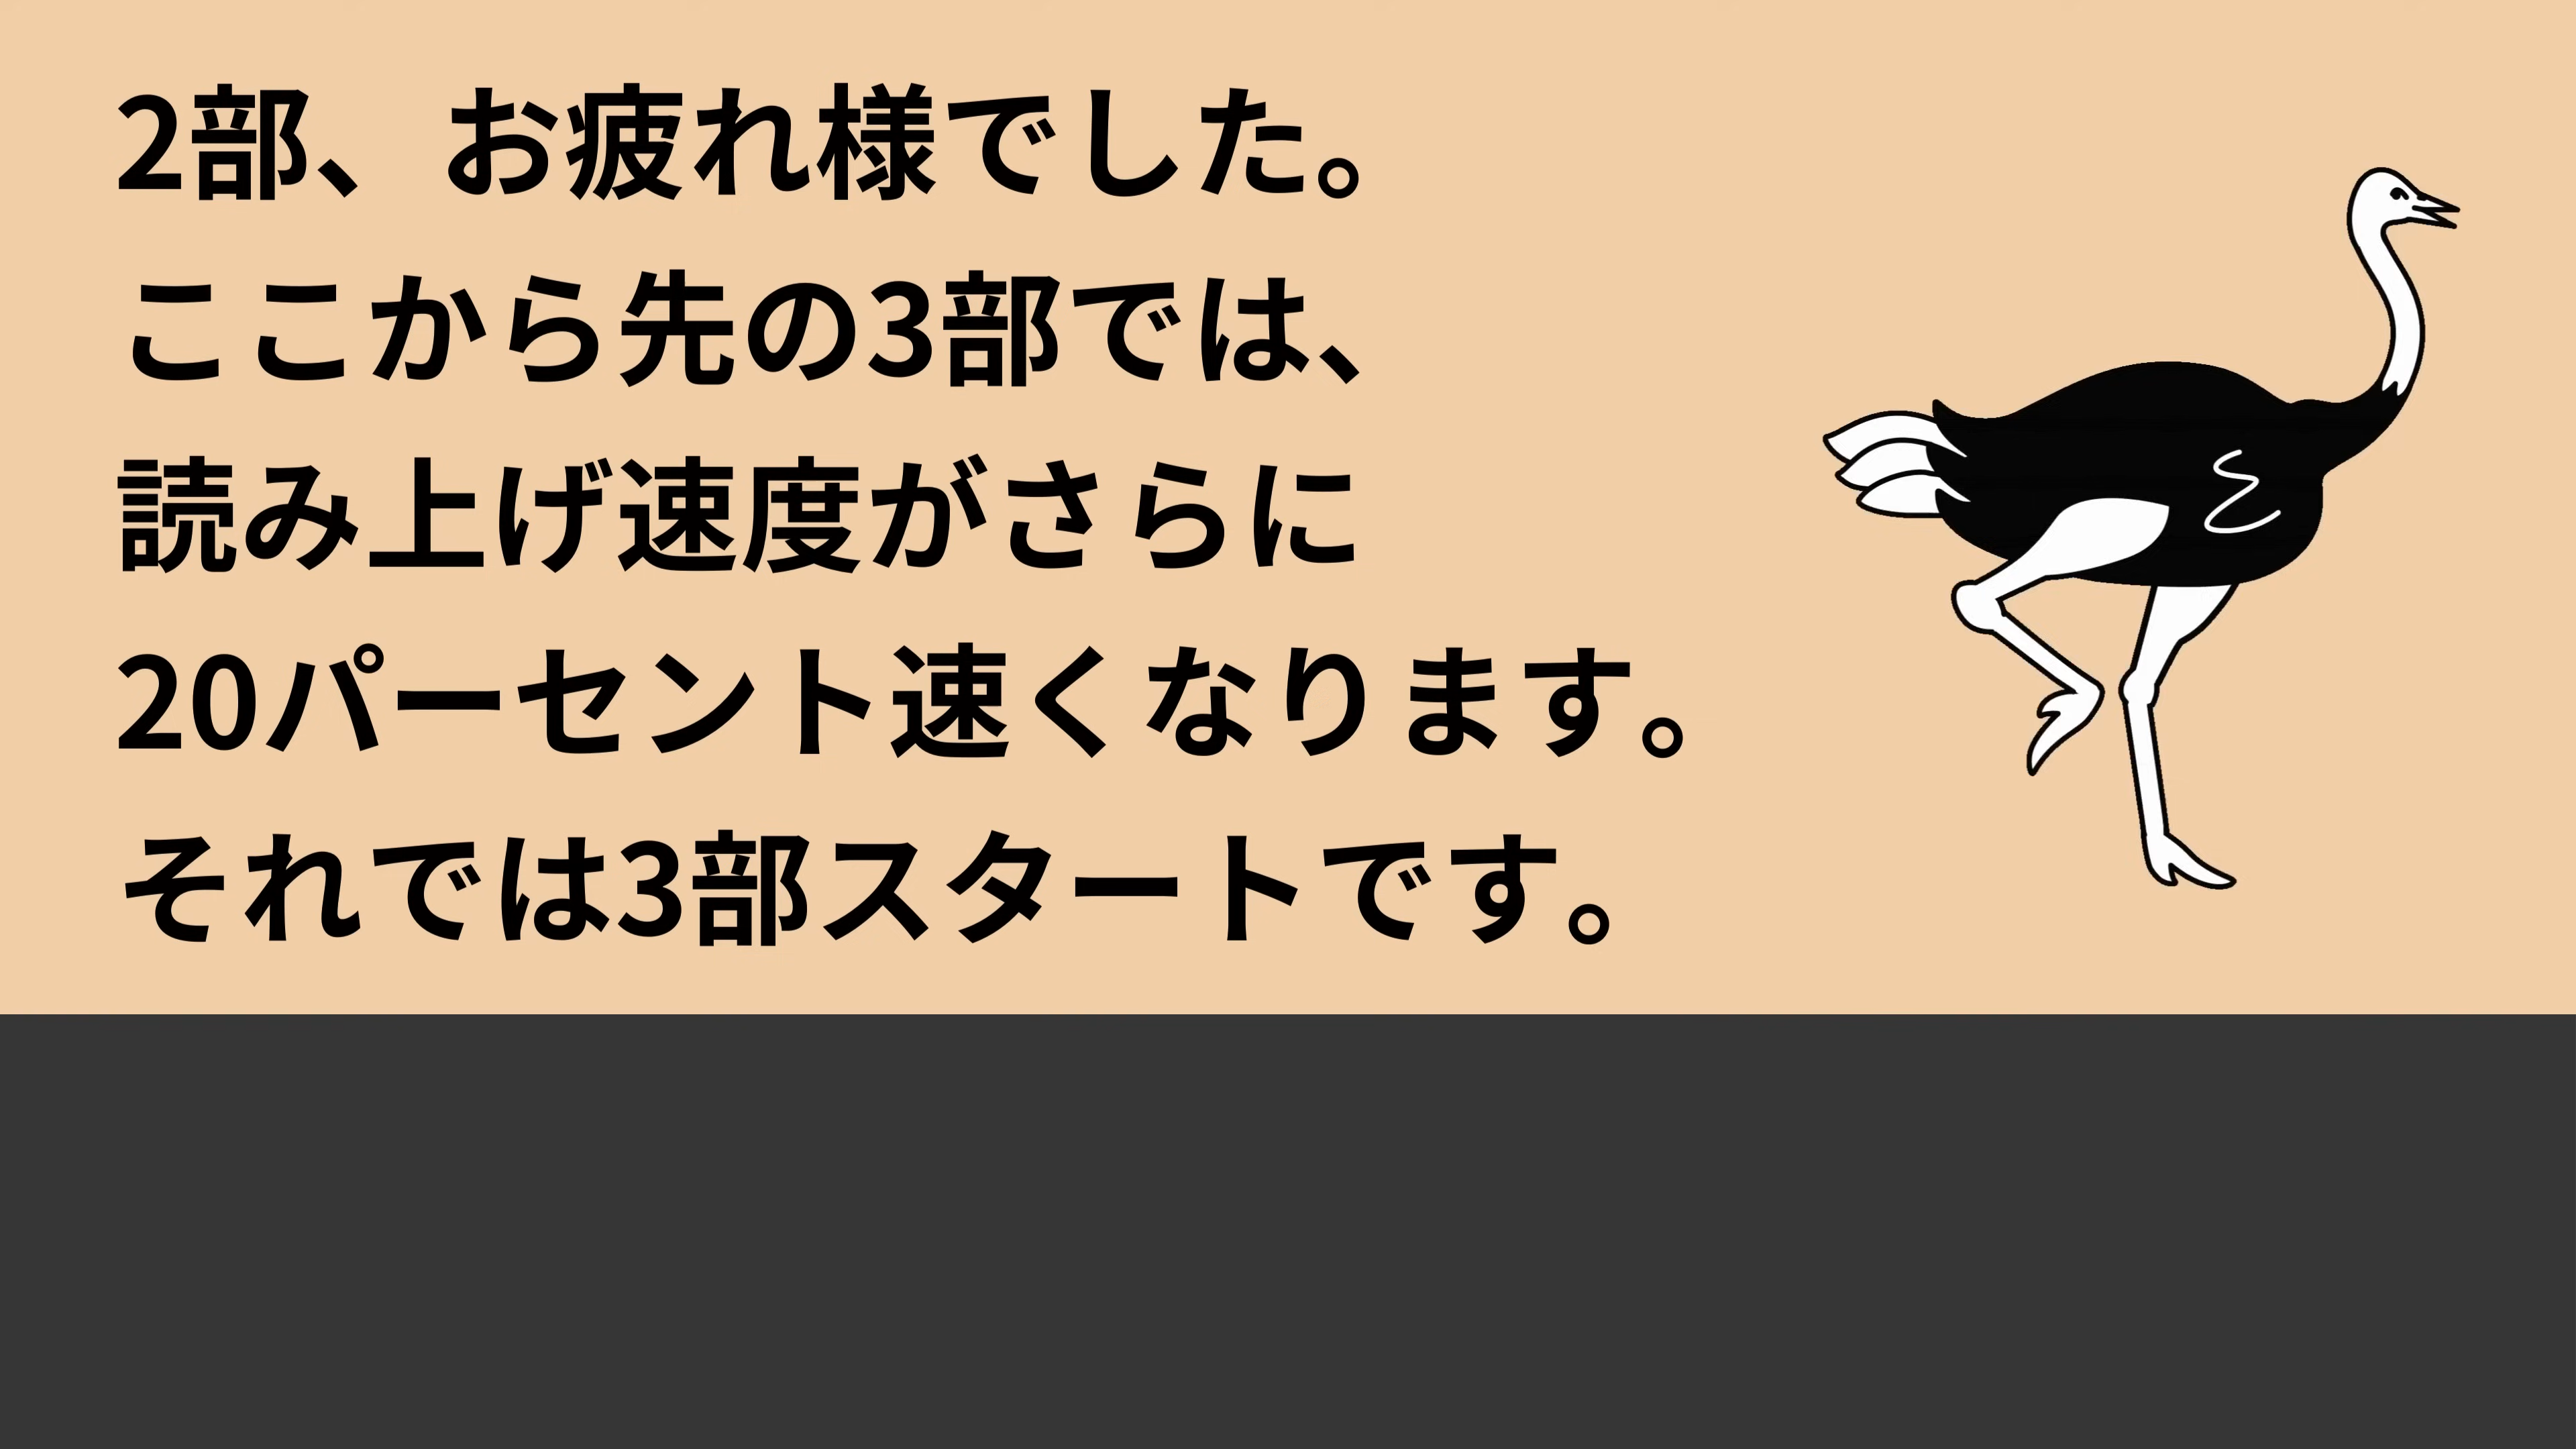 2部、お疲れ様でした。
ここから先の3部では、
読み上げ速度がさらに
20パーセント速くなります。
それでは3部スタートです。